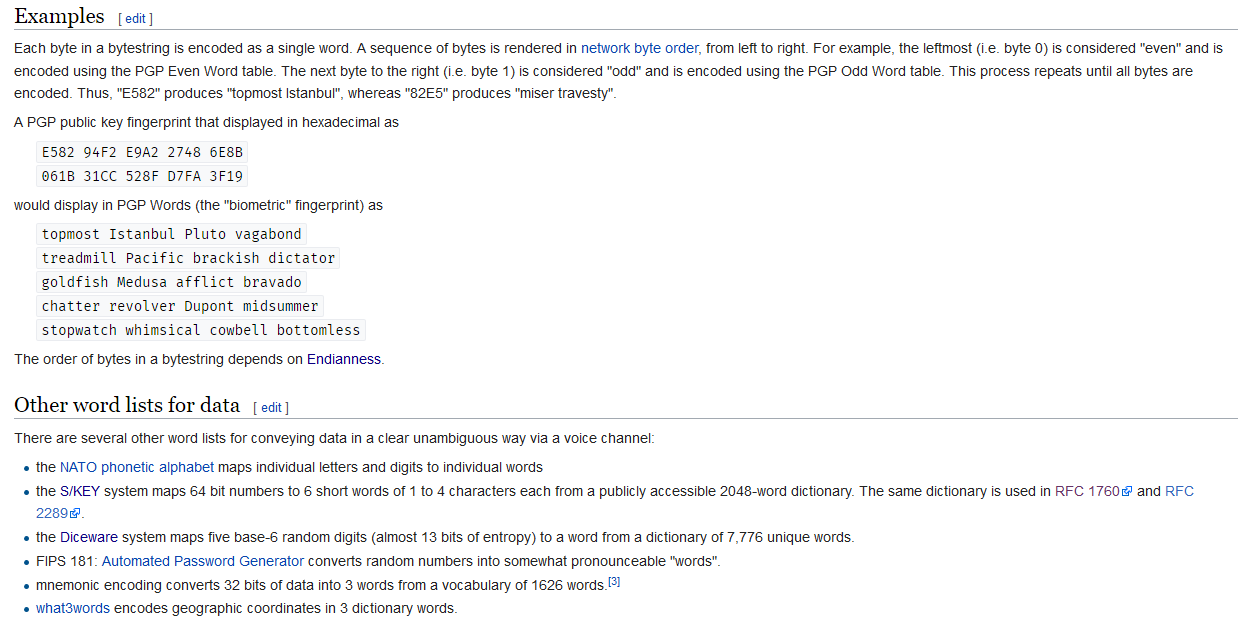 Examples [ edit ]
Each byte in a bytestring is encoded as a single word. A sequence of bytes is rendered in network byte order, from left to right. For example, the leftmost (i.e. byte 0) is considered "even" and is
encoded using the PGP Even Word table. The next byte to the right (i.e. byte 1) is considered "odd" and is encoded using the PGP Odd Word table. This process repeats until all bytes are
encoded. Thus, "E582" produces "topmost Istanbul", whereas "82E5" produces "miser travesty".
A PGP public key fingerprint that displayed in hexadecimal as
E582 94F2 E9A2 2748 6E8B
061B 31CC 528F D7FA 3F19
would display in PGP Words (the "biometric" fingerprint) as
topmost Istanbul Pluto vagabond
treadmill Pacific brackish dictator
goldfish Medusa afflict bravado
chatter revolver Dupont midsummer
stopwatch whimsical cowbell bottomless
The order of bytes in a bytestring depends on Endianness.
Other word lists for data [ edit ]
There are several other word lists for conveying data in a clear unambiguous way via a voice channel:
• the NATO phonetic alphabet maps individual letters and digits to individual words
• the S/KEY system maps 64 bit numbers to 6 short words of 1 to 4 characters each from a publicly accessible 2048-word dictionary. The same dictionary is used in RFC 1760 and RFC
2289.
• the Diceware system maps five base-6 random digits (almost 13 bits of entropy) to a word from a dictionary of 7,776 unique words.
• FIPS 181: Automated Password Generator converts random numbers into somewhat pronounceable "words".
• mnemonic encoding converts 32 bits of data into 3 words from a vocabulary of 1626 words.[3]
• what3words encodes geographic coordinates in 3 dictionary words.